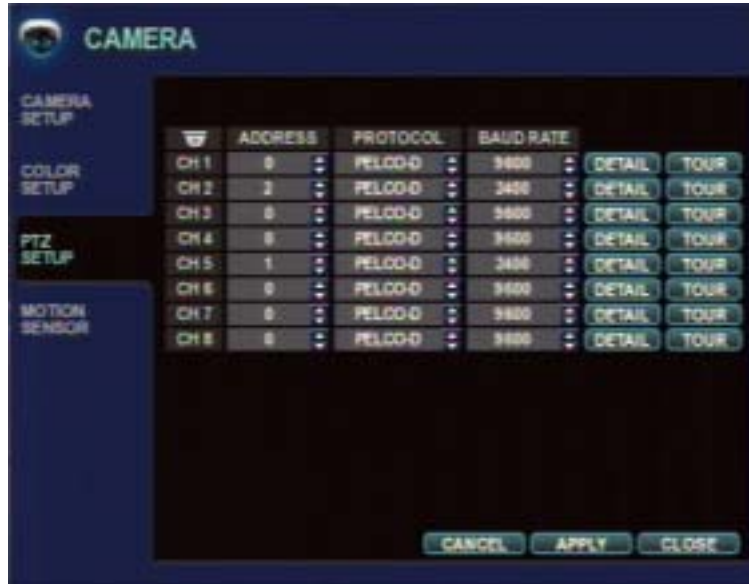 CAMERA
CAMERA
SETUP
COLOR
SETUP
PTZ
SETUP
MOTION
SENSOR
ADDRESS PROTOCOL BAUD RATE
CH 1 0 PELCO-D 9600 DETAIL TOUR
CH 2 2 PELCO-D 2400 DETAIL TOUR
CH 3 0 PELCO-D 9600 DETAIL TOUR
CH 4 0 PELCO-D 9600 DETAIL TOUR
CH 5 1 PELCO-D 2400 DETAIL TOUR
CH 6 0 PELCO-D 9600 DETAIL TOUR
CH 7 0 PELCO-D 9600 DETAIL TOUR
CH 8 0 PELCO-D 9600 DETAIL TOUR
CANCEL APPLY CLOSE